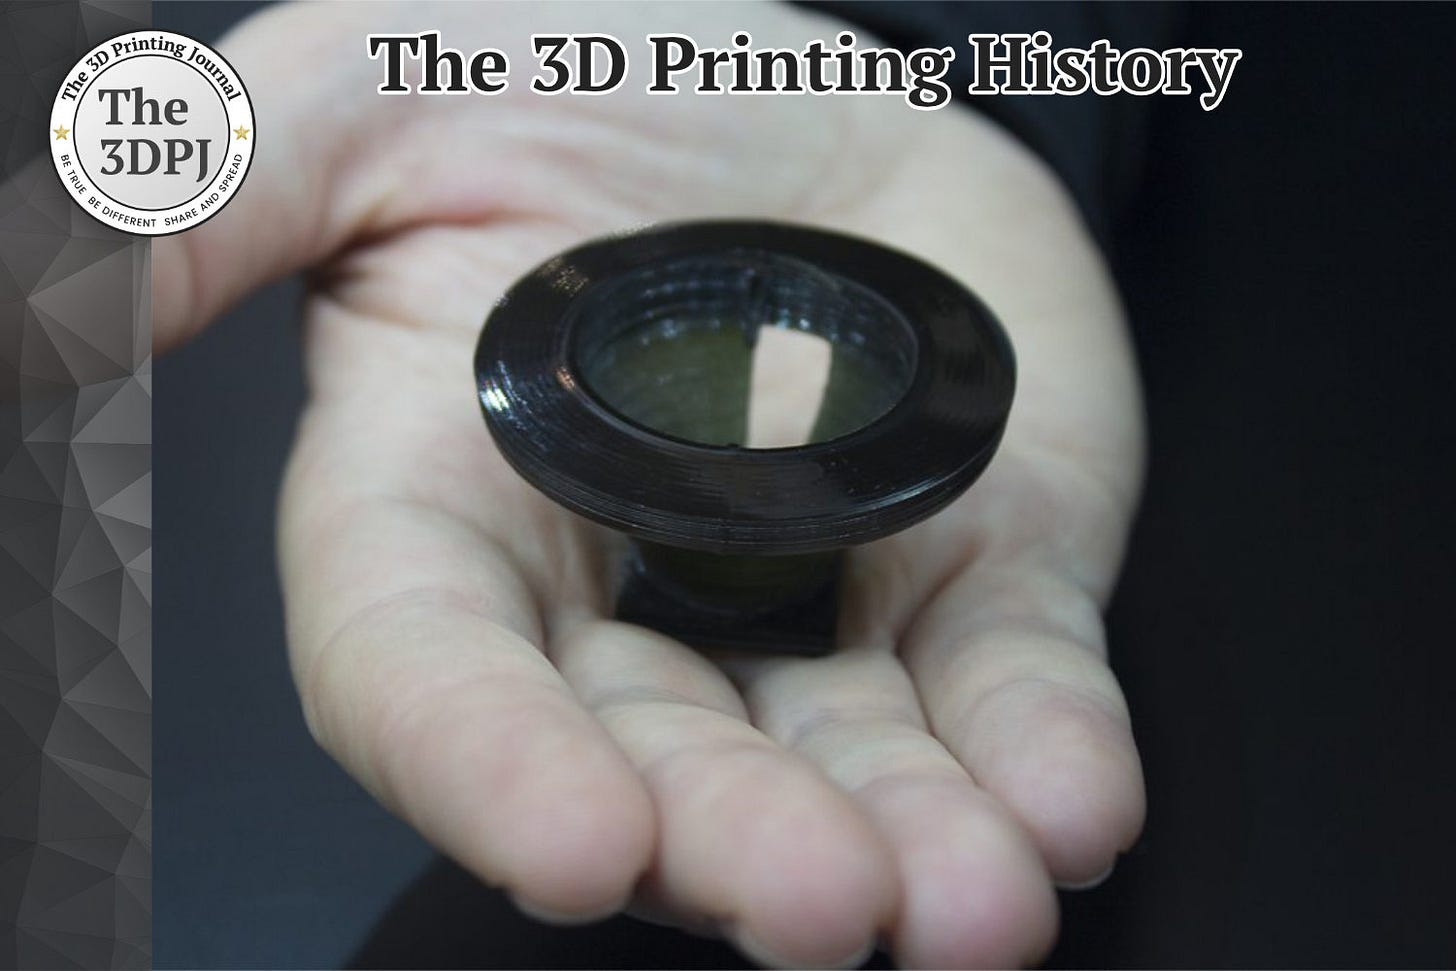 The 3D Printing History
The 3D Printing Journal
The
3DPJ
BE TRUE BE DIFFERENT SHARE AND SPREAD